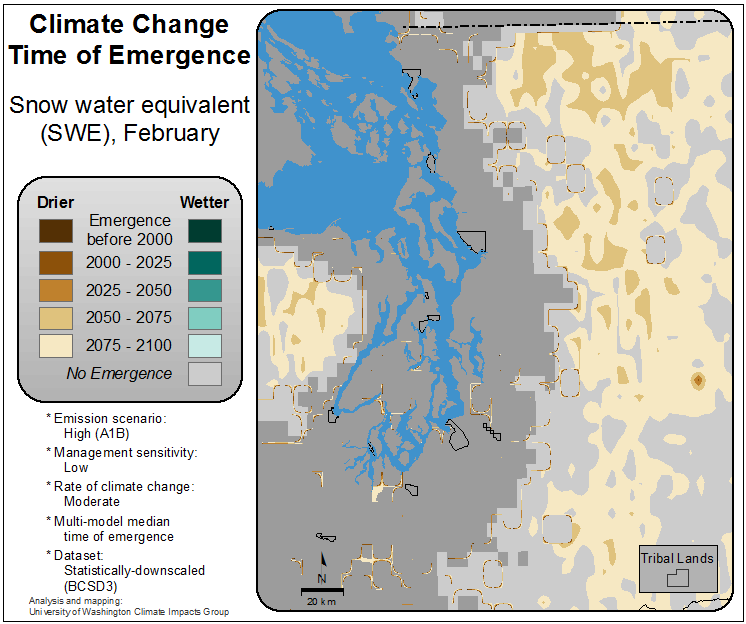 Climate Change
Time of Emergence
Snow water equivalent
(SWE), February
Drier Wetter
Emergence
before 2000
2000 - 2025
2025 - 2050
2050 - 2075
2075 - 2100
No Emergence
* Emission scenario:
High (A1B)
* Management sensitivity:
Low
* Rate of climate change:
Moderate
* Multi-model median
time of emergence
* Dataset:
Statistically-downscaled
(BCSD3)
Analysis and mapping:
University of Washington Climate Impacts Group
N
20 km
Tribal Lands